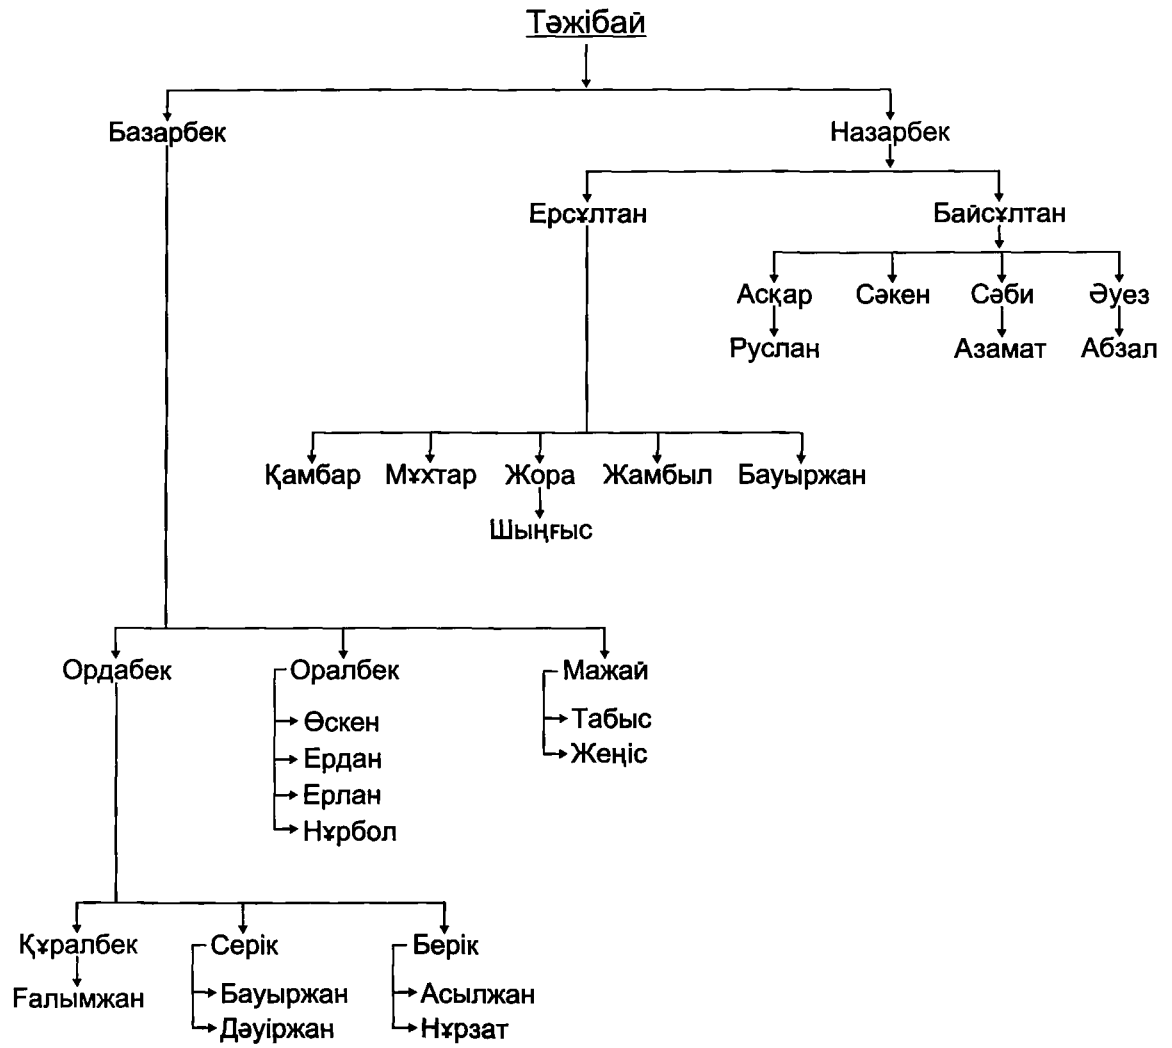 Тәжібай
Базарбек Назарбек
Ерсұлтан Байсұлтан
Асқар Сәкен Сәби Әуез
Руслан Азамат Абзал
Қамбар Мұхтар Жора Жамбыл Бауыржан
Шыңғыс
Ордабек Оралбек Мажай
Өскен Табыс
Ердан Жеңіс
Ерлан
Нұрбол
Құралбек Серік Берік
Ғалымжан Бауыржан Асылжан
Дәуіржан Нұрзат